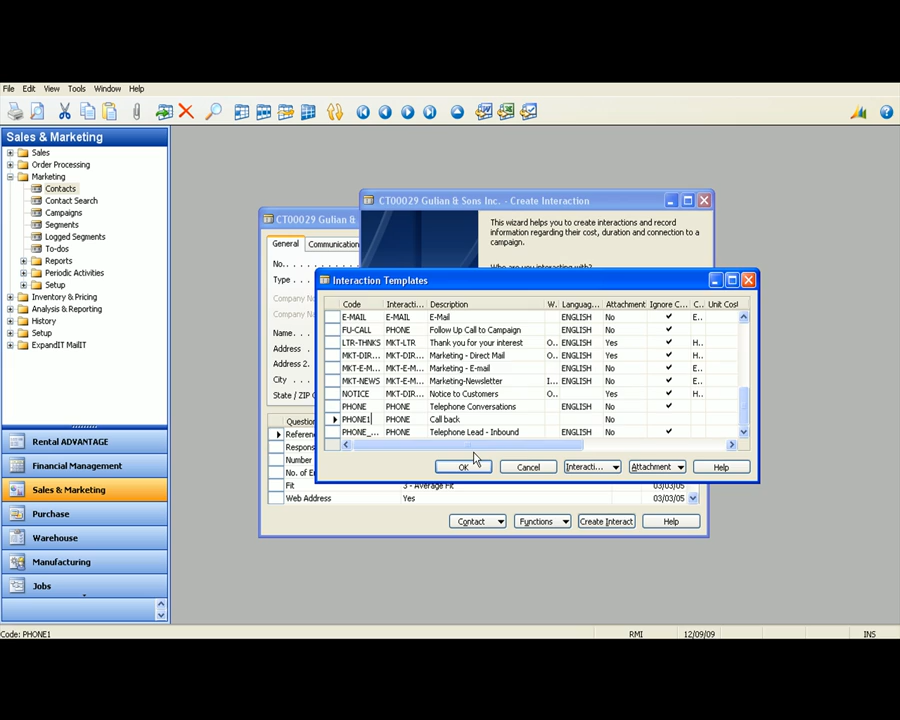 File Edit View Tools Window Help
Sales & Marketing
Sales
Order Processing
Marketing
Contacts
Contact Search
Campaigns
Segments
Logged Segments
To-dos
Reports
Periodic Activities
Setup
Inventory & Pricing
Analysis & Reporting
History
Setup
ExpandIT MailIT
Rental ADVANTAGE
Financial Management
Sales & Marketing
Purchase
Warehouse
Manufacturing
Jobs
CT00029 Gulian & Sons Inc. - Create Interaction
This wizard helps you to create interactions and record
information regarding their cost, duration and connection to a
campaign.
CT00029 Gulian &
General Communication
No.. . . .
Type . . .
Company No
Company N
Name. . . .
Address . .
Address 2. .
City . . . .
State / ZIP
Interaction Templates
Code Interacti... Description W. Languag... Attachment Ignore C... C.. Unit Cost
E-MAIL E-MAIL E-Mail ENGLISH No E..
FU-CALL PHONE Follow Up Call to Campaign ENGLISH No
LTR-THNKS MKT-LTR Thank you for your interest O.. ENGLISH Yes H..
MKT-DIR... MKT-DIR... Marketing - Direct Mail O.. ENGLISH Yes H..
MKT-E-M... MKT-E-M... Marketing - E-mail ENGLISH No E..
MKT-NEWS MKT-E-M... Marketing-Newsletter I... ENGLISH No E..
NOTICE MKT-DIR... Notice to Customers O.. Yes H..
PHONE PHONE Telephone Conversations ENGLISH No
PHONE1 PHONE Call back No
PHONE_... PHONE Telephone Lead - Inbound ENGLISH No
OK Cancel Interacti... Attachment Help
Question
Referenc
Respons
Number
No. of E
Fit 3 - Average Fit 03/03/05
Web Address Yes 03/03/05
Contact Functions Create Interact Help
Code: PHONE1 RMI 12/09/09 INS